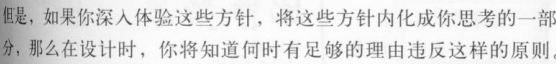 但是，如果你深入体验这些方针，将这些方针内化成你思考的一部
分，那么在设计时，你将知道何时有足够的理由违反这样的原则。